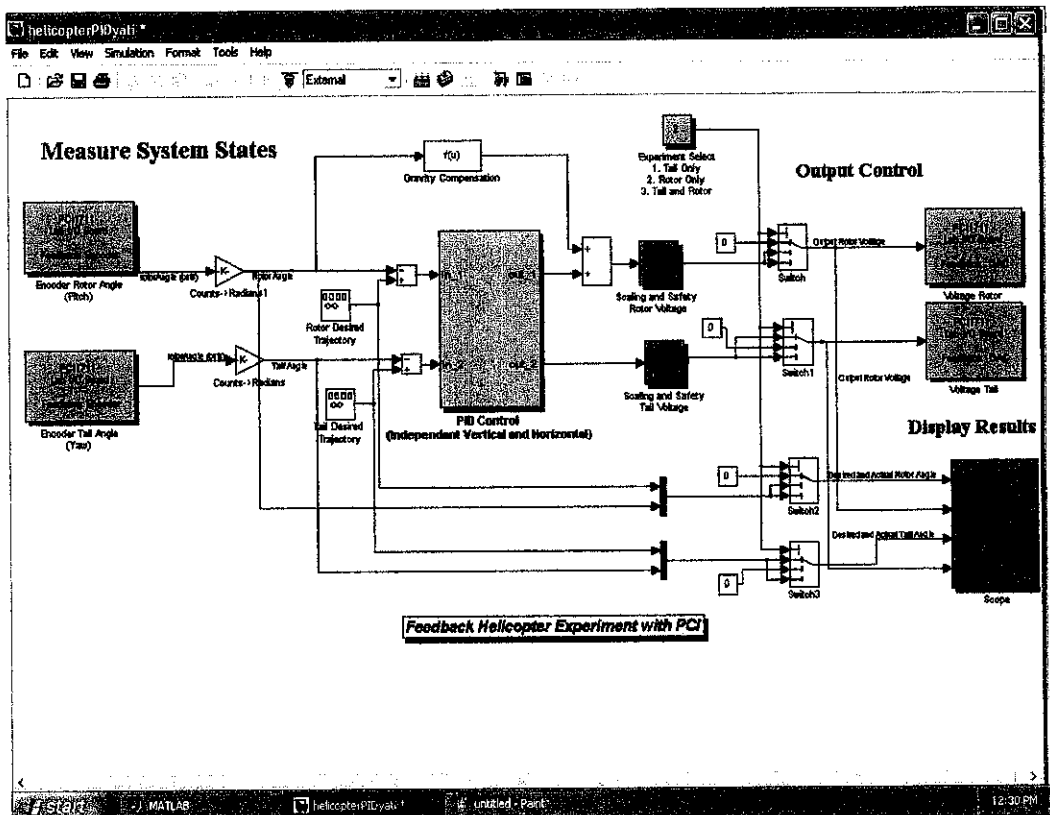 helicopterPIDyati *
File Edit View Simulation Format Tools Help
External
Measure System States
f(u)
Gravity Compensation
Experiment Select
1. Tail Only
2. Rotor Only
3. Tail and Rotor
Output Control
Encoder Rotor Angle
(Pitch)
K-
Rotor Angle
Counts->Radians1
Rotor Desired
Trajectory
in_1
out_1
Scaling and Safety
Rotor Voltage
0
Switch
Output Rotor Voltage
Voltage Rotor
Encoder Tail Angle
(Yaw)
K-
Tail Angle
Counts->Radians
Tail Desired
Trajectory
in_2
out_2
PID Control
(Independant Vertical and Horizontal)
Scaling and Safety
Tail Voltage
0
Switch1
Output Rotor Voltage
Voltage Tail
Display Results
0
Switch2
Desired and Actual Rotor Angle
0
Switch3
Desired and Actual Tail Angle
Scope
Feedback Helicopter Experiment with PCI
start
MATLAB
helicopterPIDyati *
untitled - Paint
12:30 PM